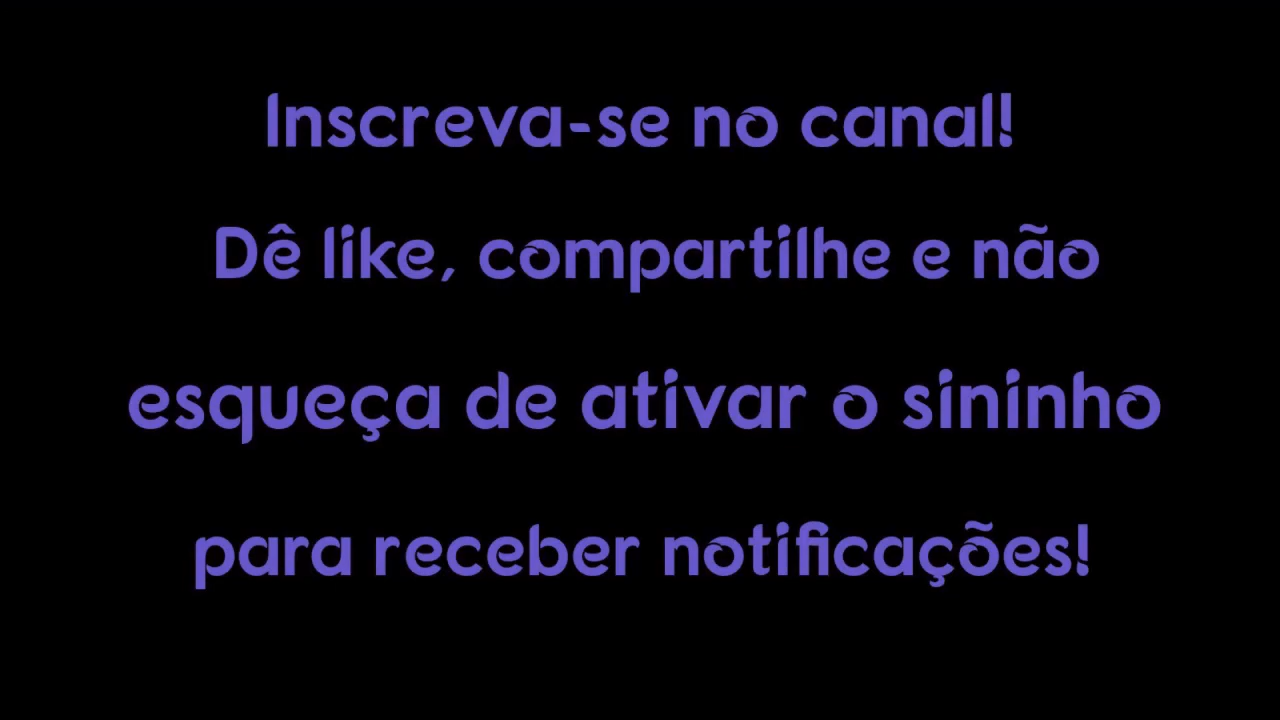 Inscreva-se no canal!
Dê like, compartilhe e não
esqueça de ativar o sininho
para receber notificações!